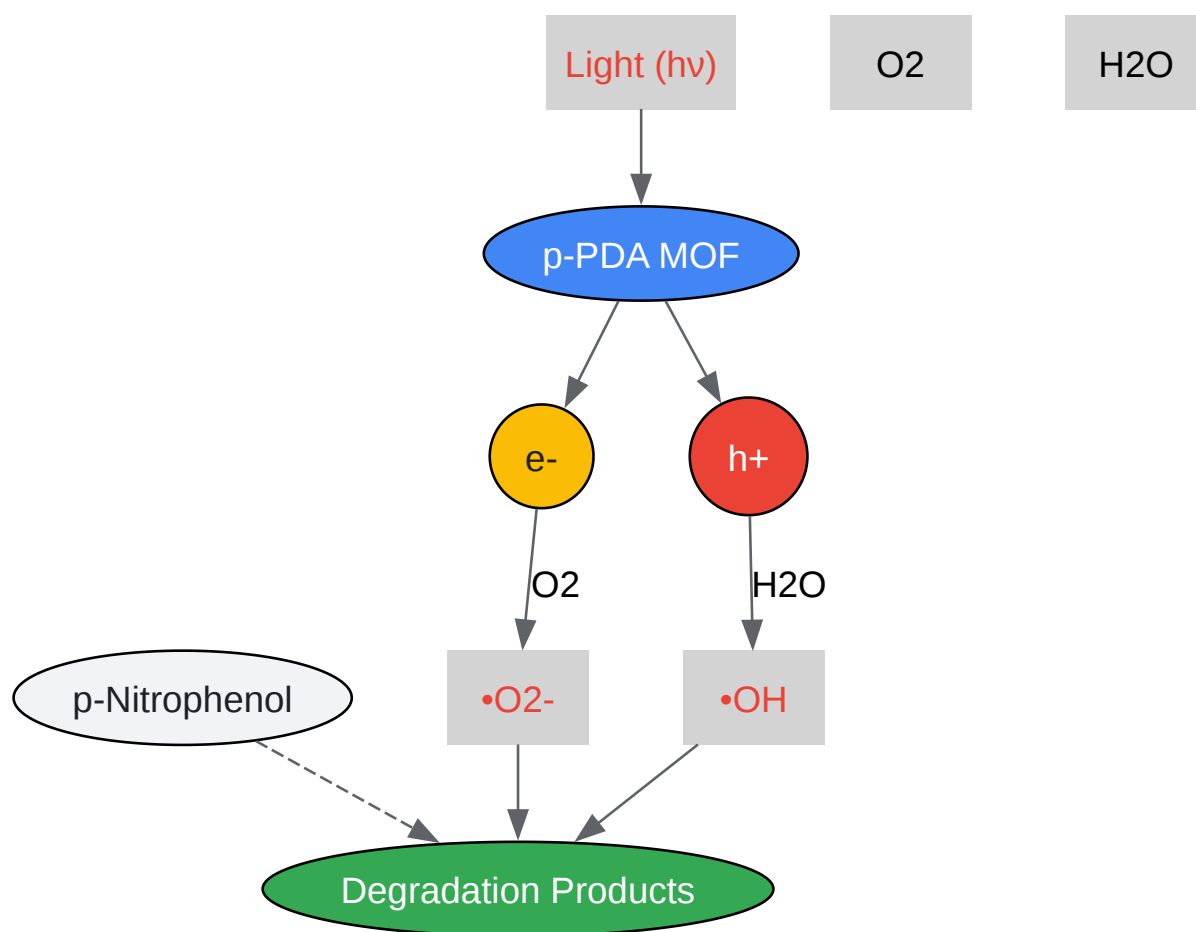 Light (hν)
O2
H2O
p-PDA MOF
e-
h+
O2
H2O
p-Nitrophenol
•O2-
•OH
Degradation Products